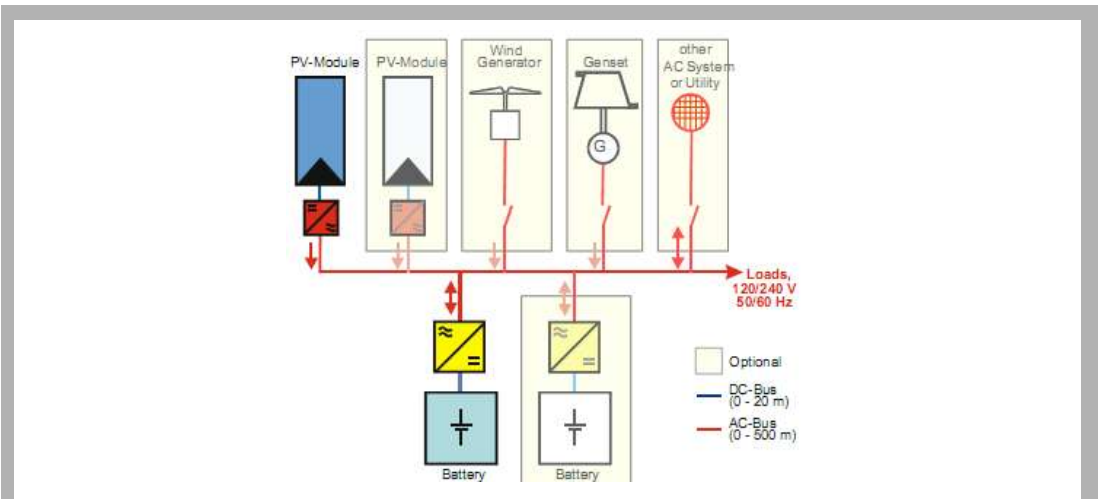 PV-Module
PV-Module
Wind
Generator
Genset
other
AC System
or Utility
G
Loads,
120/240 V
50/60 Hz
Optional
DC-Bus
(0 - 20 m)
AC-Bus
(0 - 500 m)
Battery
Battery